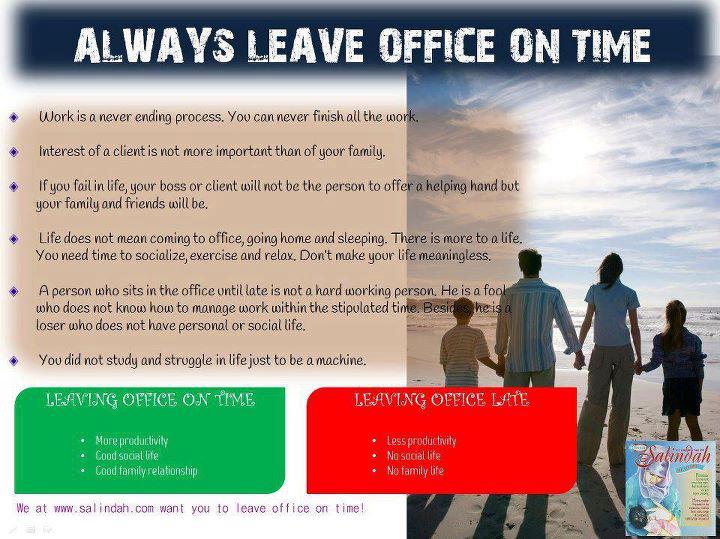 ALWAYS LEAVE OFFICE ON TIME
Work is a never ending process. You can never finish all the work.
Interest of a client is not more important than of your family.
If you fail in life, your boss or client will not be the person to offer a helping hand but
your family and friends will be.
Life does not mean coming to office, going home and sleeping. There is more to a life.
You need time to socialize, exercise and relax. Don't make your life meaningless.
A person who sits in the office until late is not a hard working person. He is a fool
who does not know how to manage work within the stipulated time. Besides, he is a
loser who does not have personal or social life.
You did not study and struggle in life just to be a machine.
LEAVING OFFICE ON TIME
• More productivity
• Good social life
• Good family relationship
LEAVING OFFICE LATE
• Less productivity
• No social life
• No family life
Salindah
We at www.salindah.com want you to leave office on time!